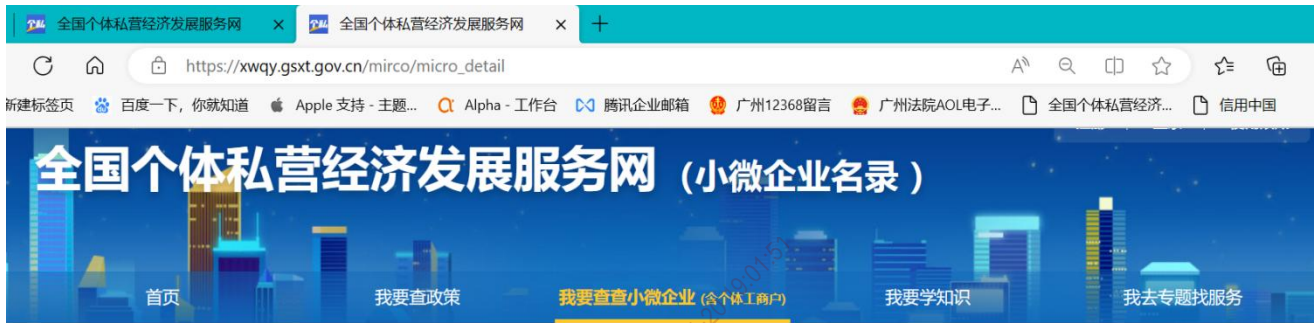 全国个体私营经济发展服务网 全国个体私营经济发展服务网
https://xwqy.gsxt.gov.cn/mirco/micro_detail
新建标签页 百度一下，你就知道 Apple 支持 - 主题... Alpha - 工作台 腾讯企业邮箱 广州12368留言 广州法院AOL电子... 全国个体私营经济... 信用中国
全国个体私营经济发展服务网（小微企业名录）
首页 我要查政策 我要查查小微企业 (含个体工商户) 我要学知识 我去专题找服务